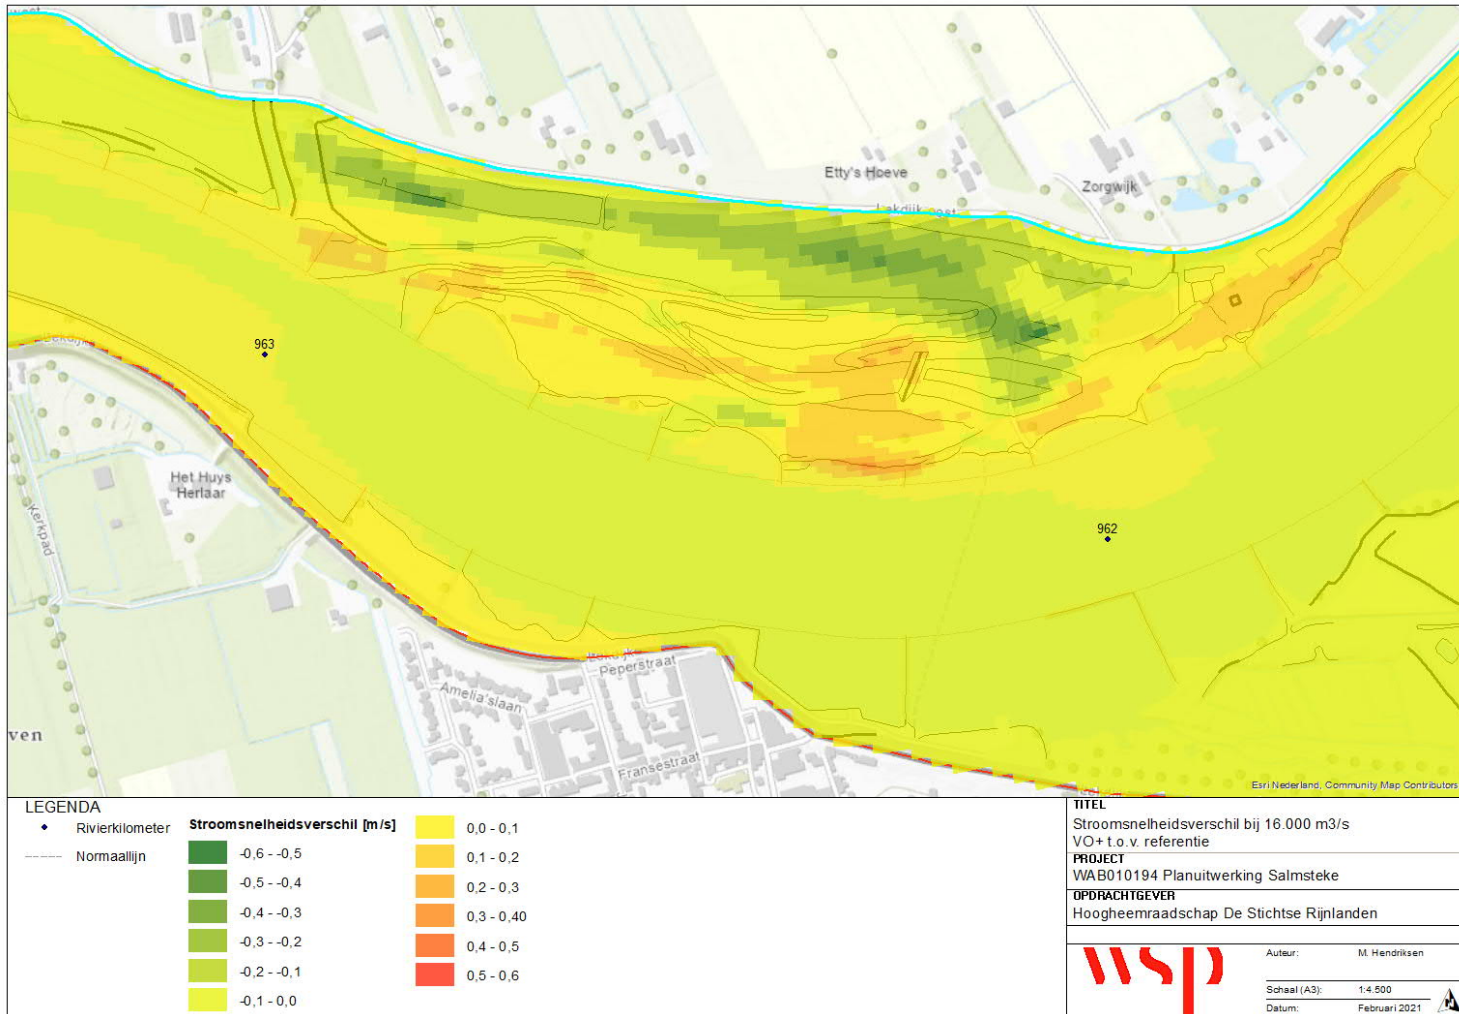 Etty's Hoeve
Zorgwijk
Lekdijk oost
963
Lekdijk
Het Huys
Herlaar
Kerkpad
962
Lekdijk
Peperstraat
Amelia'slaan
Fransestraat
ven
Esri Nederland, Community Map Contributors
LEGENDA
Rivierkilometer
Normaallijn
Stroomsnelheidsverschil [m/s]
-0,6 - -0,5
-0,5 - -0,4
-0,4 - -0,3
-0,3 - -0,2
-0,2 - -0,1
-0,1 - 0,0
0,0 - 0,1
0,1 - 0,2
0,2 - 0,3
0,3 - 0,40
0,4 - 0,5
0,5 - 0,6
TITEL
Stroomsnelheidsverschil bij 16.000 m3/s
VO+ t.o.v. referentie
PROJECT
WAB010194 Planuitwerking Salmsteke
OPDRACHTGEVER
Hoogheemraadschap De Stichtse Rijnlanden
wsp
Auteur: M. Hendriksen
Schaal (A3): 1:4.500
Datum: Februari 2021